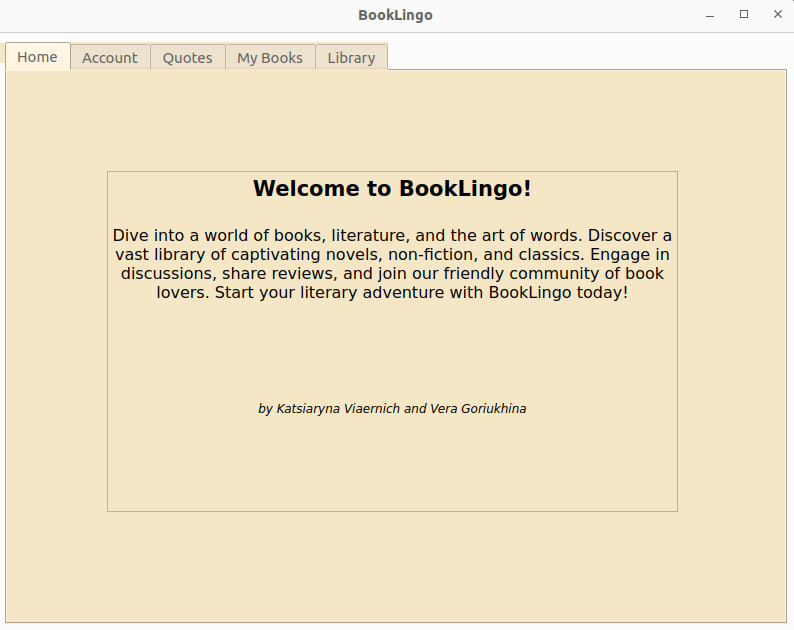 BookLingo
Home Account Quotes My Books Library
Welcome to BookLingo!
Dive into a world of books, literature, and the art of words. Discover a
vast library of captivating novels, non-fiction, and classics. Engage in
discussions, share reviews, and join our friendly community of book
lovers. Start your literary adventure with BookLingo today!
by Katsiaryna Viaernich and Vera Goriukhina